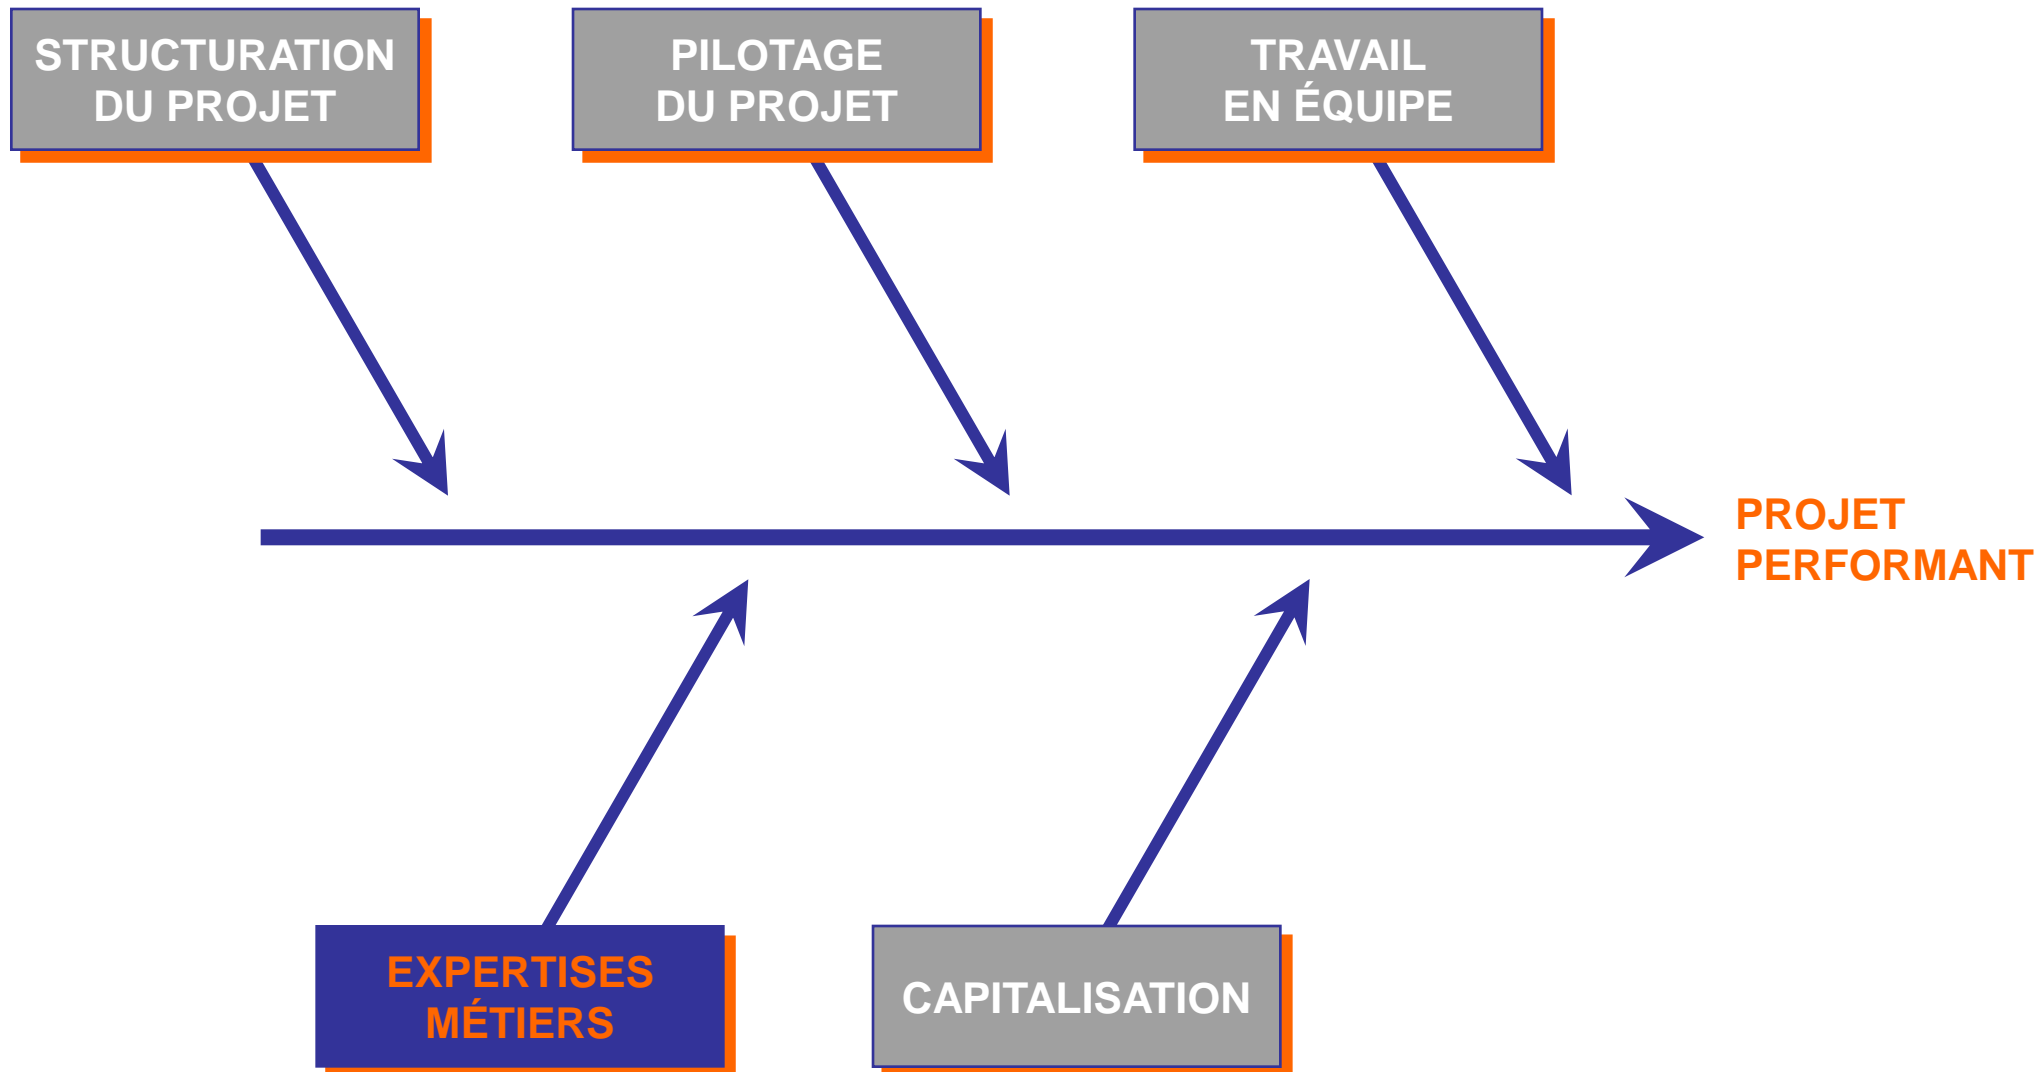 STRUCTURATION
DU PROJET
PILOTAGE
DU PROJET
TRAVAIL
EN ÉQUIPE
PROJET
PERFORMANT
EXPERTISES
MÉTIERS
CAPITALISATION